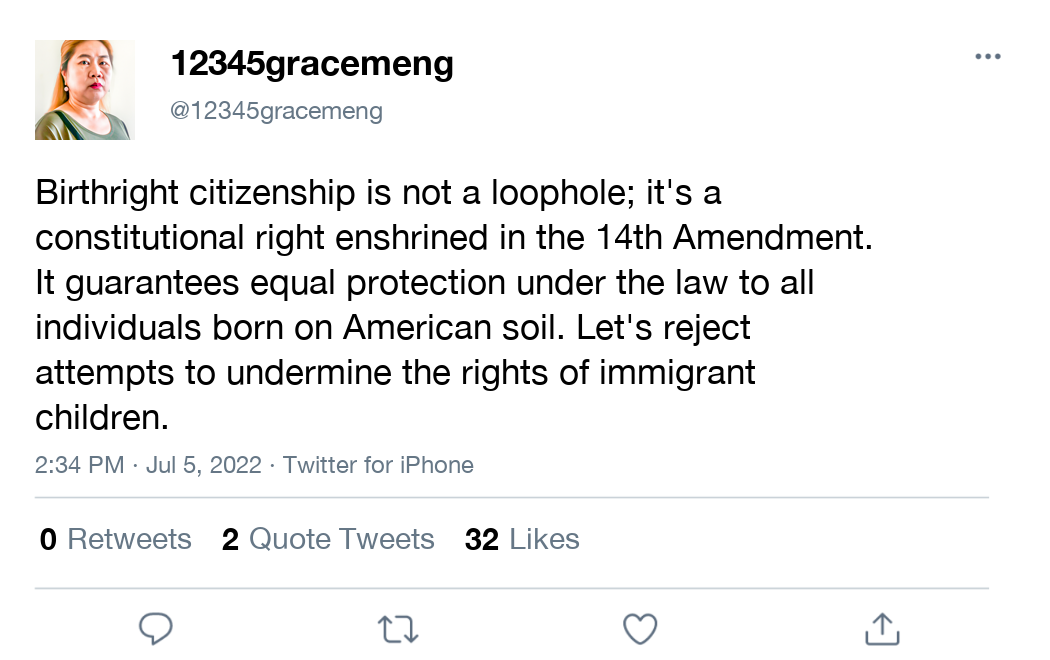 12345gracemeng
@12345gracemeng
Birthright citizenship is not a loophole; it's a
constitutional right enshrined in the 14th Amendment.
It guarantees equal protection under the law to all
individuals born on American soil. Let's reject
attempts to undermine the rights of immigrant
children.
2:34 PM · Jul 5, 2022 · Twitter for iPhone
0 Retweets 2 Quote Tweets 32 Likes